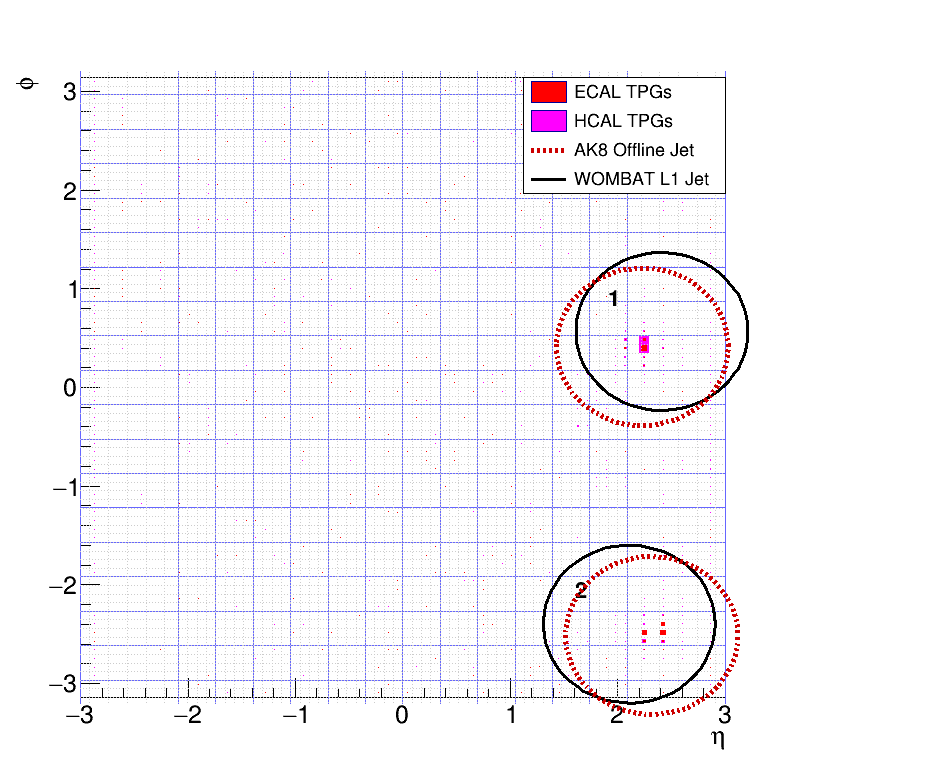 ϕ
3
2
1
0
−1
−2
−3
ECAL TPGs
HCAL TPGs
AK8 Offline Jet
WOMBAT L1 Jet
1
2
−3 −2 −1 0 1 2 3
η